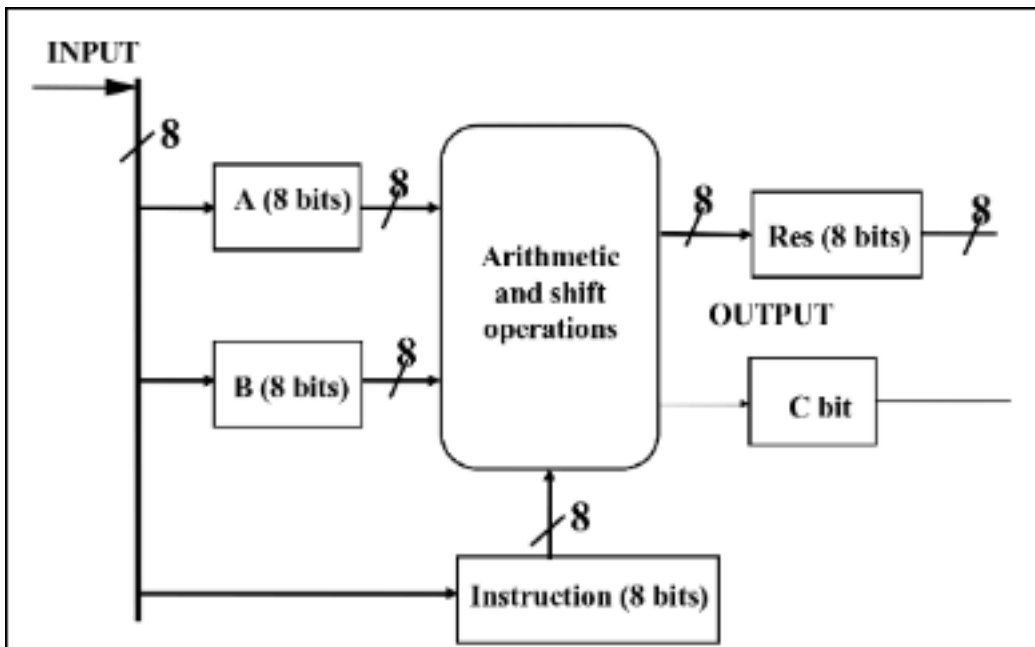 INPUT
8
A (8 bits)
8
8
Res (8 bits)
8
Arithmetic
and shift
operations
OUTPUT
B (8 bits)
8
C bit
8
Instruction (8 bits)